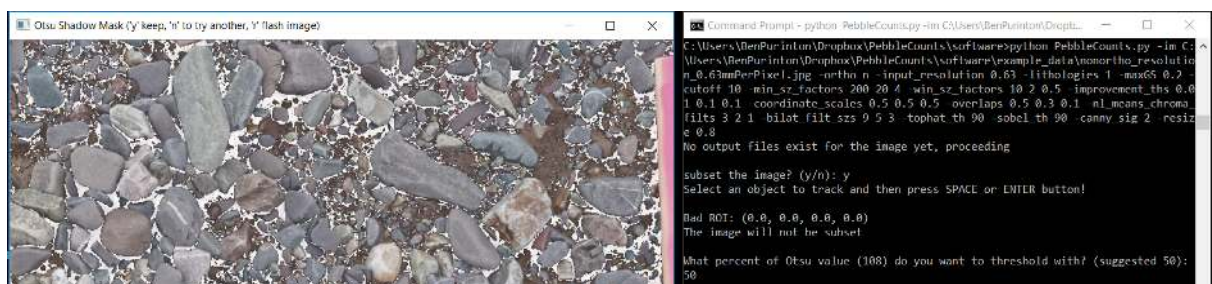 Otsu Shadow Mask ('y' keep, 'n' to try another, 'r' flash image)
Command Prompt - python PebbleCounts.py -im C:\Users\BenPurinton\Dropb...
C:\Users\BenPurinton\Dropbox\PebbleCounts\software>python PebbleCounts.py -im C:
\Users\BenPurinton\Dropbox\PebbleCounts\software\example_data\nonortho_resolutio
n_0.63mmPerPixel.jpg -ortho n -input_resolution 0.63 -lithologies 1 -maxGS 0.2 -
cutoff 10 -min_sz_factors 200 20 4 -win_sz_factors 10 2 0.5 -improvement_ths 0.0
1 0.1 0.1 -coordinate_scales 0.5 0.5 0.5 -overlaps 0.5 0.3 0.1 -nl_means_chroma_
filts 3 2 1 -bilat_filt_szs 9 5 3 -tophat_th 90 -sobel_th 90 -canny_sig 2 -resiz
e 0.8
No output files exist for the image yet, proceeding
subset the image? (y/n): y
Select an object to track and then press SPACE or ENTER button!
Bad ROI: (0.0, 0.0, 0.0, 0.0)
The image will not be subset
What percent of Otsu value (108) do you want to threshold with? (suggested 50):
50